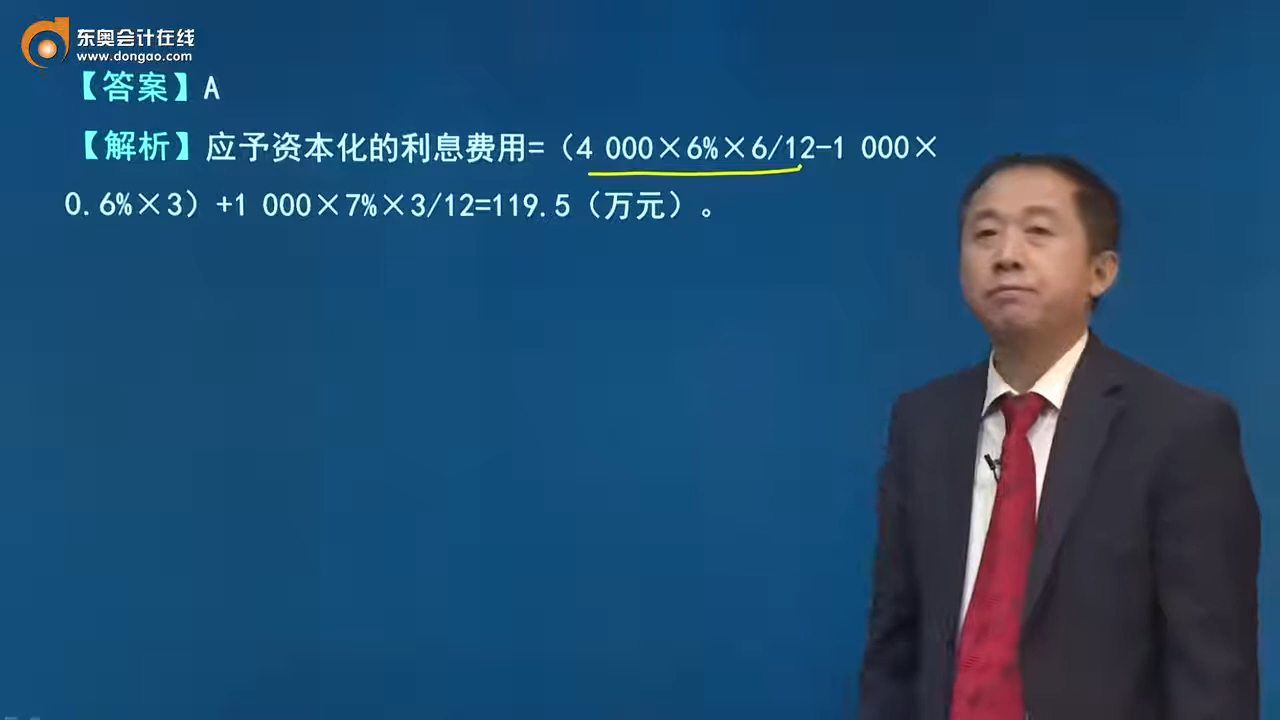 东奥会计在线
www.dongao.com
【答案】A
【解析】应予资本化的利息费用=（4 000×6%×6/12-1 000×
0.6%×3）+1 000×7%×3/12=119.5（万元）。